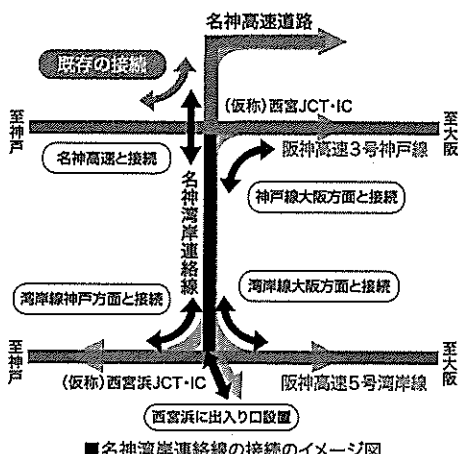 名神高速道路
既存の接続
(仮称)西宮JCT・IC
至神戸
至大阪
阪神高速3号神戸線
名神高速と接続
名神湾岸連絡線
神戸線大阪方面と接続
湾岸線神戸方面と接続
湾岸線大阪方面と接続
至神戸
至大阪
(仮称)西宮浜JCT・IC
阪神高速5号湾岸線
西宮浜に出入り口設置
■名神湾岸連絡線の接続のイメージ図